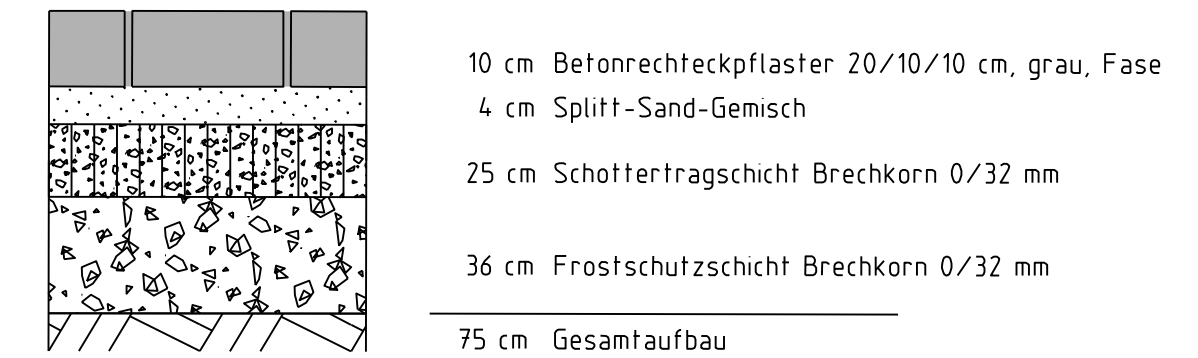 10 cm Betonrechteckpflaster 20/10/10 cm, grau, Fase
4 cm Splitt-Sand-Gemisch
25 cm Schottertragschicht Brechkorn 0/32 mm
36 cm Frostschutzschicht Brechkorn 0/32 mm
75 cm Gesamtaufbau